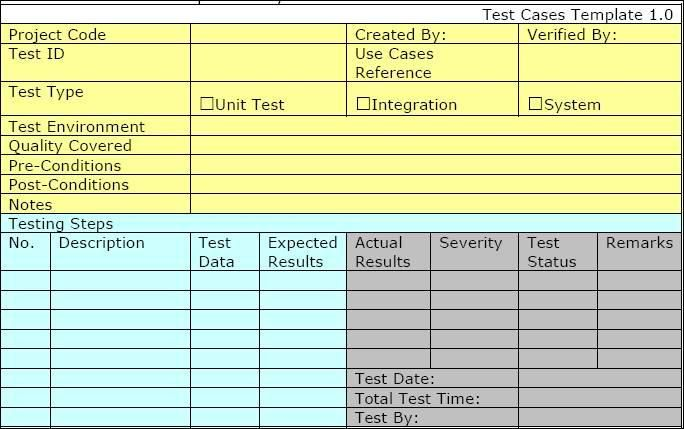 Test Cases Template 1.0
Project Code Created By: Verified By:
Test ID Use Cases
Reference
Test Type
Unit Test Integration System
Test Environment
Quality Covered
Pre-Conditions
Post-Conditions
Notes
Testing Steps
No. Description Test Expected Actual Severity Test Remarks
Data Results Results Status
Test Date:
Total Test Time:
Test By: